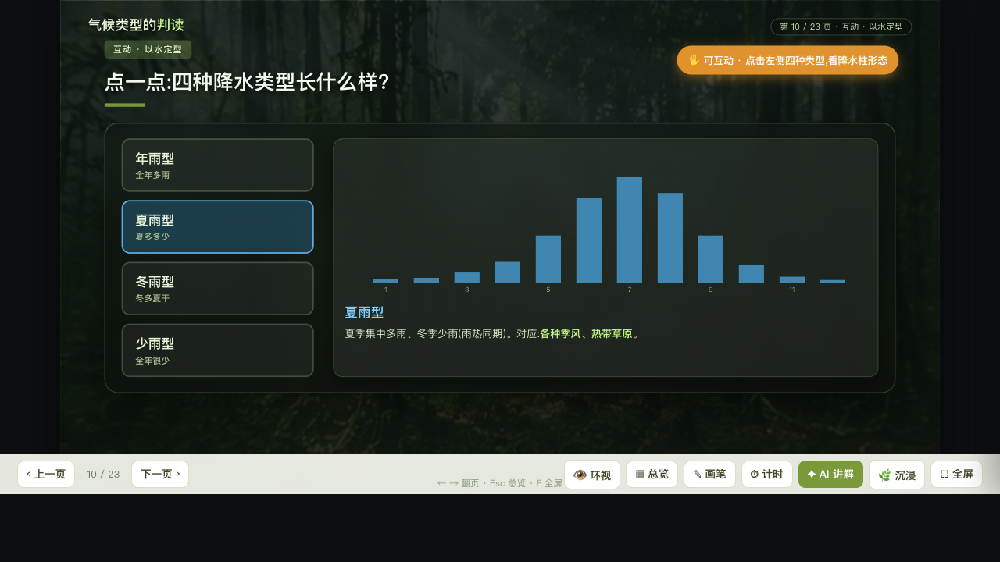 气候类型的判读
第 10 / 23 页 · 互动 · 以水定型
互动 · 以水定型
🖐 可互动 · 点击左侧四种类型,看降水柱形态
点一点:四种降水类型长什么样?
年雨型
全年多雨
夏雨型
夏多冬少
冬雨型
冬多夏干
少雨型
全年很少
1 3 5 7 9 11
夏雨型
夏季集中多雨、冬季少雨(雨热同期)。对应:各种季风、热带草原。
‹ 上一页
10 / 23
下一页 ›
← → 翻页 · Esc 总览 · F 全屏
👁 环视
▦ 总览
✎ 画笔
⏱ 计时
✦ AI 讲解
🌿 沉浸
⛶ 全屏